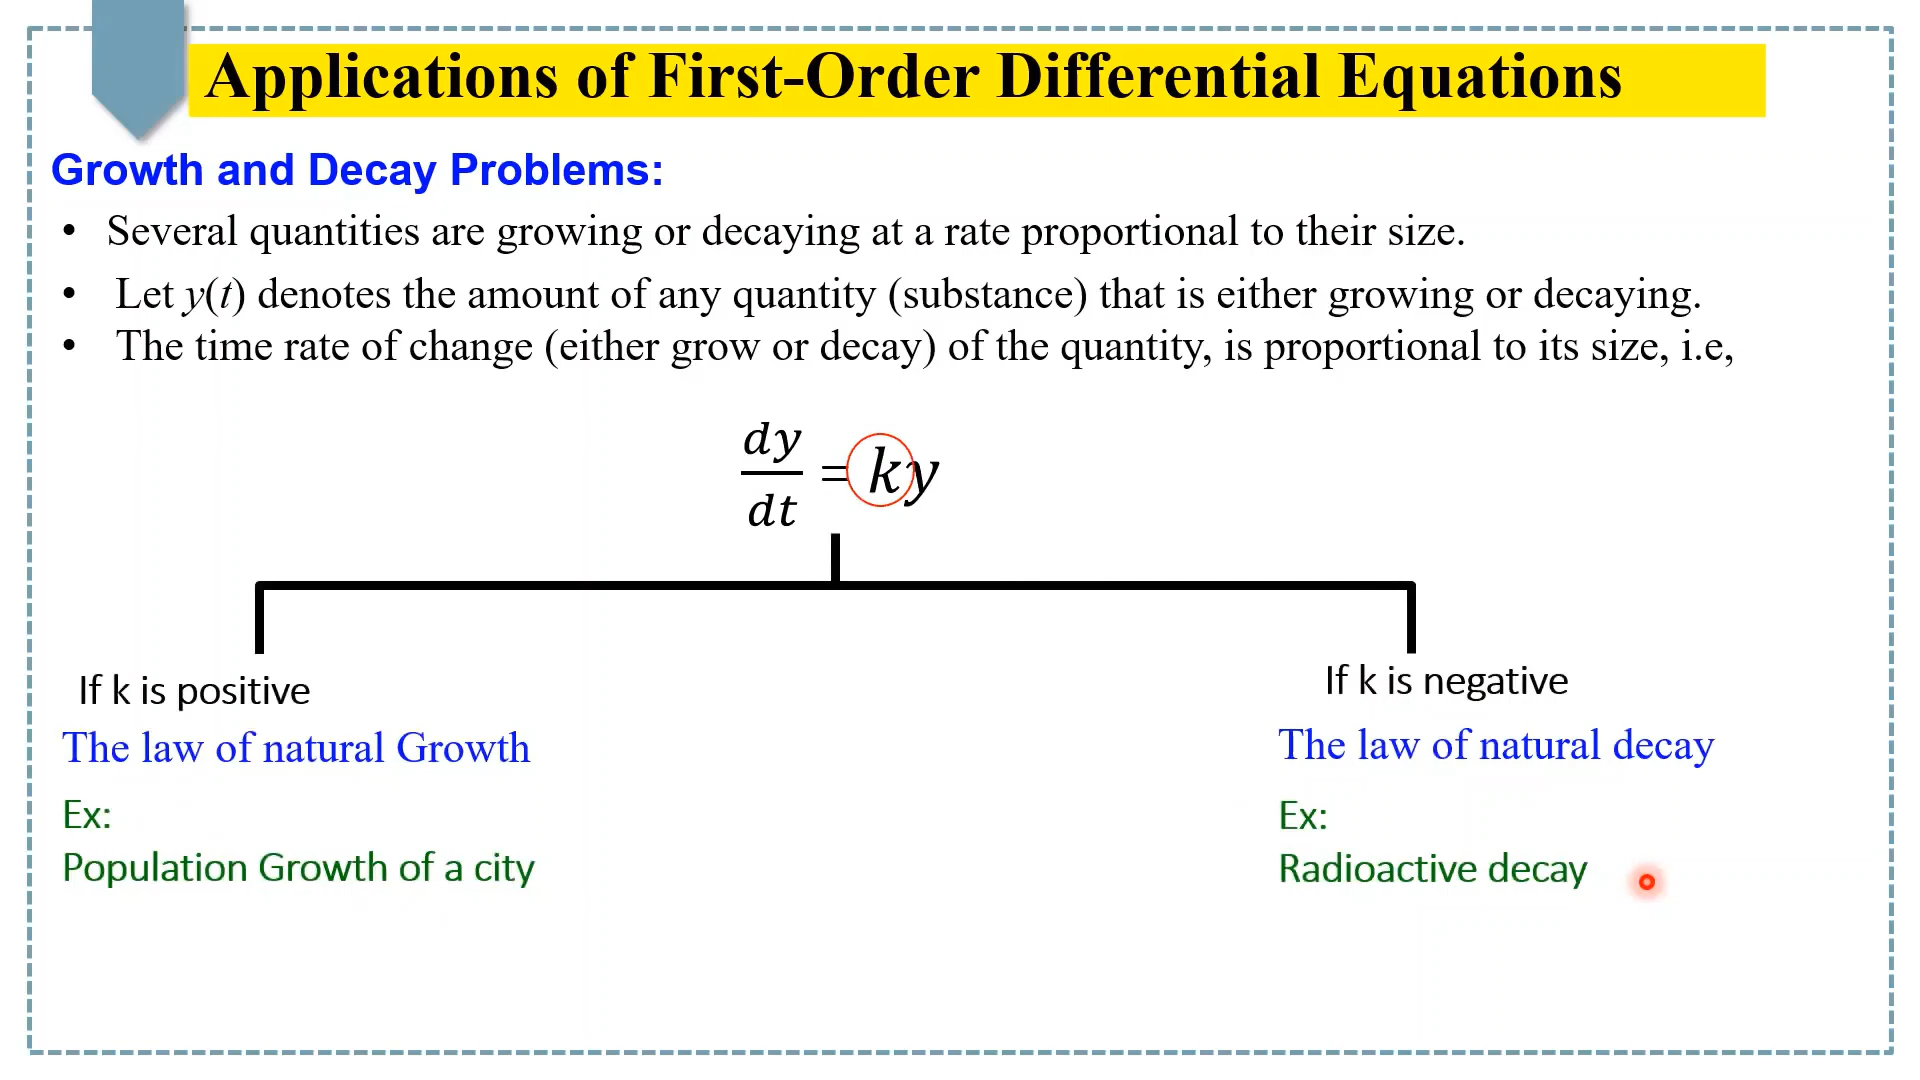 Applications of First-Order Differential Equations
Growth and Decay Problems:
• Several quantities are growing or decaying at a rate proportional to their size.
• Let y(t) denotes the amount of any quantity (substance) that is either growing or decaying.
• The time rate of change (either grow or decay) of the quantity, is proportional to its size, i.e,
dy/dt = ky
If k is positive
The law of natural Growth
Ex:
Population Growth of a city
If k is negative
The law of natural decay
Ex:
Radioactive decay